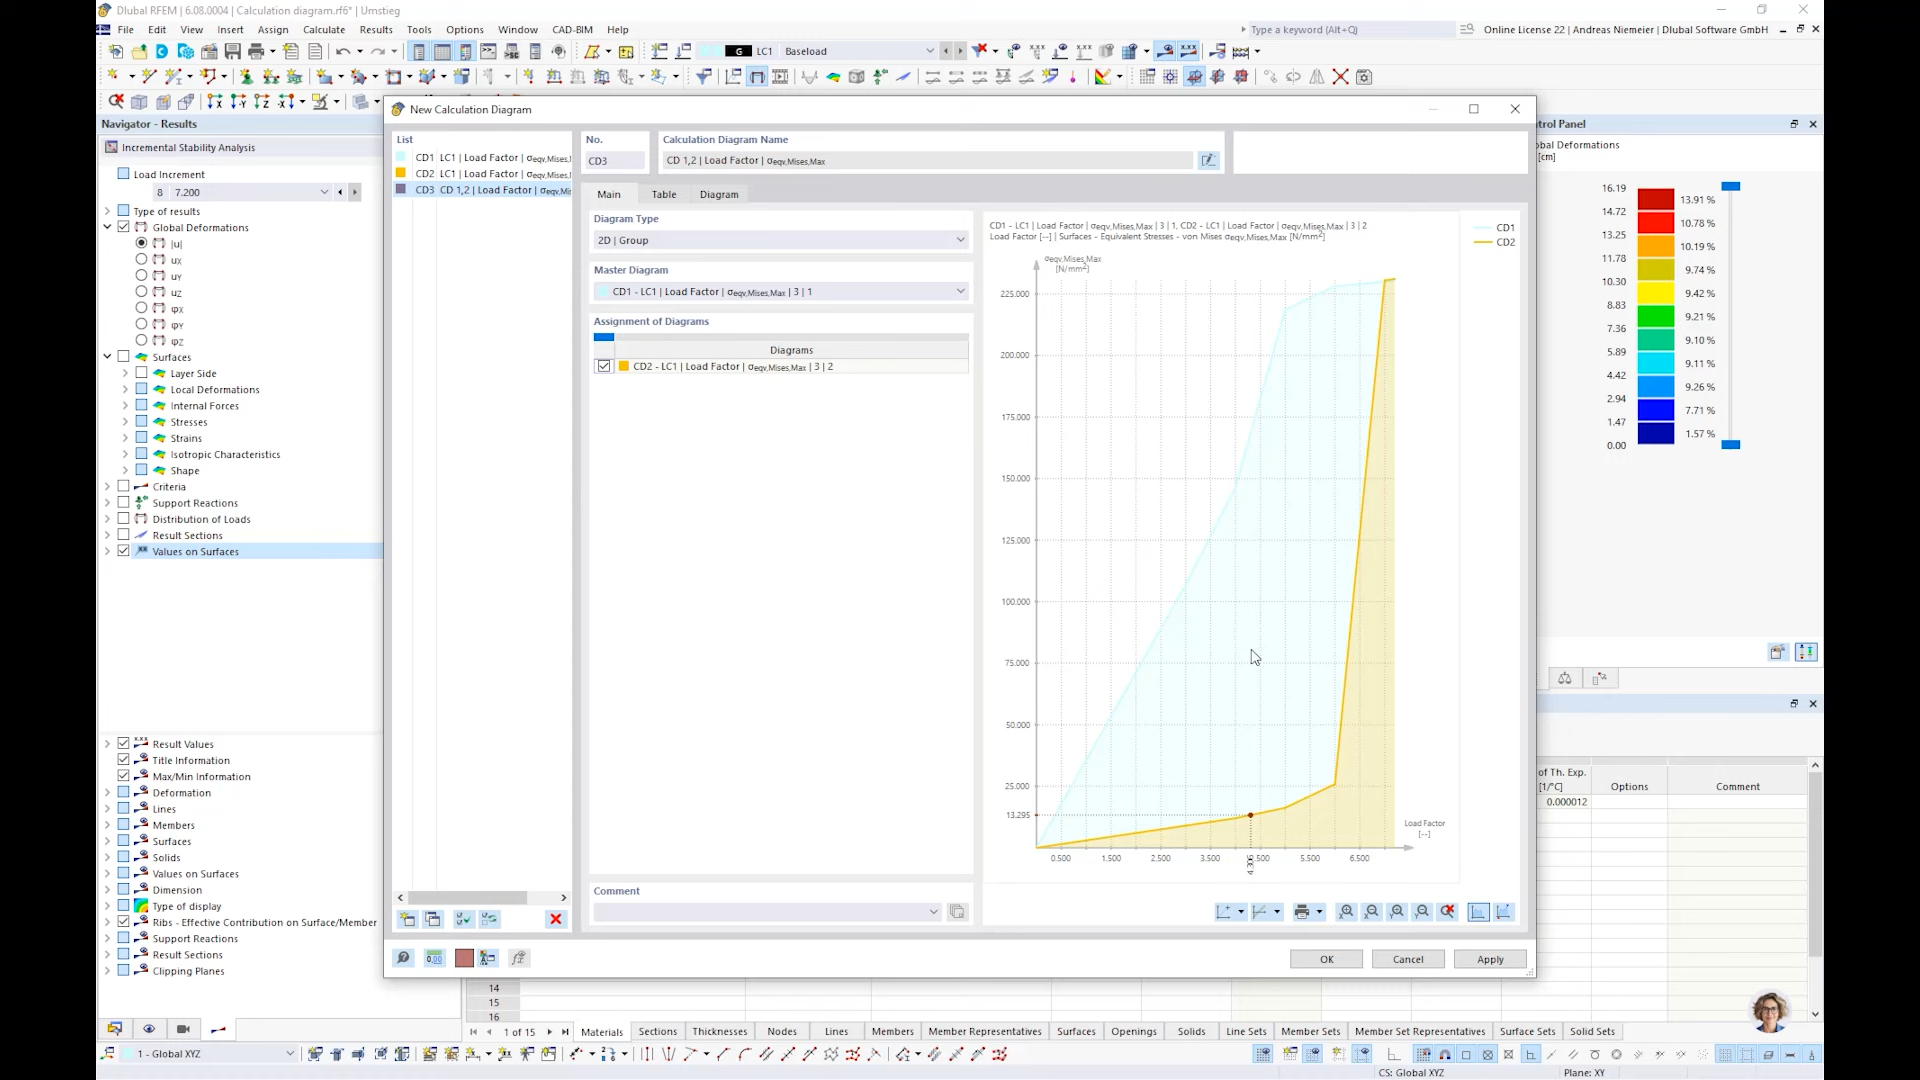 Dlubal RFEM | 6.08.0004 | Calculation diagram.rf6* | Umstieg
File Edit View Insert Assign Calculate Results Tools Options Window CAD-BIM Help
Type a keyword (Alt+Q)
Online License 22 | Andreas Niemeier | Dlubal Software GmbH
G LC1 Baseload
Navigator - Results
Incremental Stability Analysis
Load Increment
8 7.200
Type of results
Global Deformations
|u|
uX
uY
uZ
φX
φY
φZ
Surfaces
Layer Side
Local Deformations
Internal Forces
Stresses
Strains
Isotropic Characteristics
Shape
Criteria
Support Reactions
Distribution of Loads
Result Sections
Values on Surfaces
Result Values
Title Information
Max/Min Information
Deformation
Lines
Members
Surfaces
Solids
Values on Surfaces
Dimension
Type of display
Ribs - Effective Contribution on Surface/Member
Support Reactions
Result Sections
Clipping Planes
New Calculation Diagram
List
CD1 LC1 | Load Factor | σeqv,Mises,
CD2 LC1 | Load Factor | σeqv,Mises,
CD3 CD 1,2 | Load Factor | σeqv,Mis
No.
CD3
Calculation Diagram Name
CD 1,2 | Load Factor | σeqv,Mises,Max
Main Table Diagram
Diagram Type
2D | Group
Master Diagram
CD1 - LC1 | Load Factor | σeqv,Mises,Max | 3 | 1
Assignment of Diagrams
Diagrams
CD2 - LC1 | Load Factor | σeqv,Mises,Max | 3 | 2
Comment
CD1 - LC1 | Load Factor | σeqv,Mises,Max | 3 | 1, CD2 - LC1 | Load Factor | σeqv,Mises,Max | 3 | 2
Load Factor [--] | Surfaces - Equivalent Stresses - von Mises σeqv,Mises,Max [N/mm2]
CD1
CD2
σeqv,Mises,Max
[N/mm2]
225.000
200.000
175.000
150.000
125.000
100.000
75.000
50.000
25.000
13.295
Load Factor
[--]
0.500 1.500 2.500 3.500 5.500 6.500
OK Cancel Apply
trol Panel
bal Deformations
[cm]
16.19
14.72
13.25
11.78
10.30
8.83
7.36
5.89
4.42
2.94
1.47
0.00
13.91 %
10.78 %
10.19 %
9.74 %
9.42 %
9.21 %
9.10 %
9.11 %
9.26 %
7.71 %
1.57 %
of Th. Exp.
[1/°C]
Options
Comment
0.000012
14
15
16
1 of 15
Materials Sections Thicknesses Nodes Lines Members Member Representatives Surfaces Openings Solids Line Sets Member Sets Member Set Representatives Surface Sets Solid Sets
1 - Global XYZ
CS: Global XYZ
Plane: XY